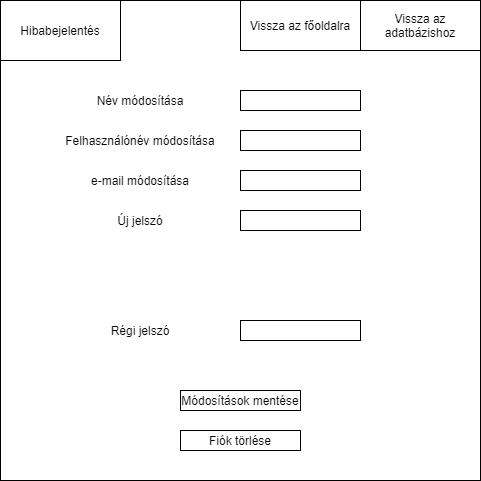 Hibabejelentés
Vissza az főoldalra
Vissza az
adatbázishoz
Név módosítása
Felhasználónév módosítása
e-mail módosítása
Új jelszó
Régi jelszó
Módosítások mentése
Fiók törlése